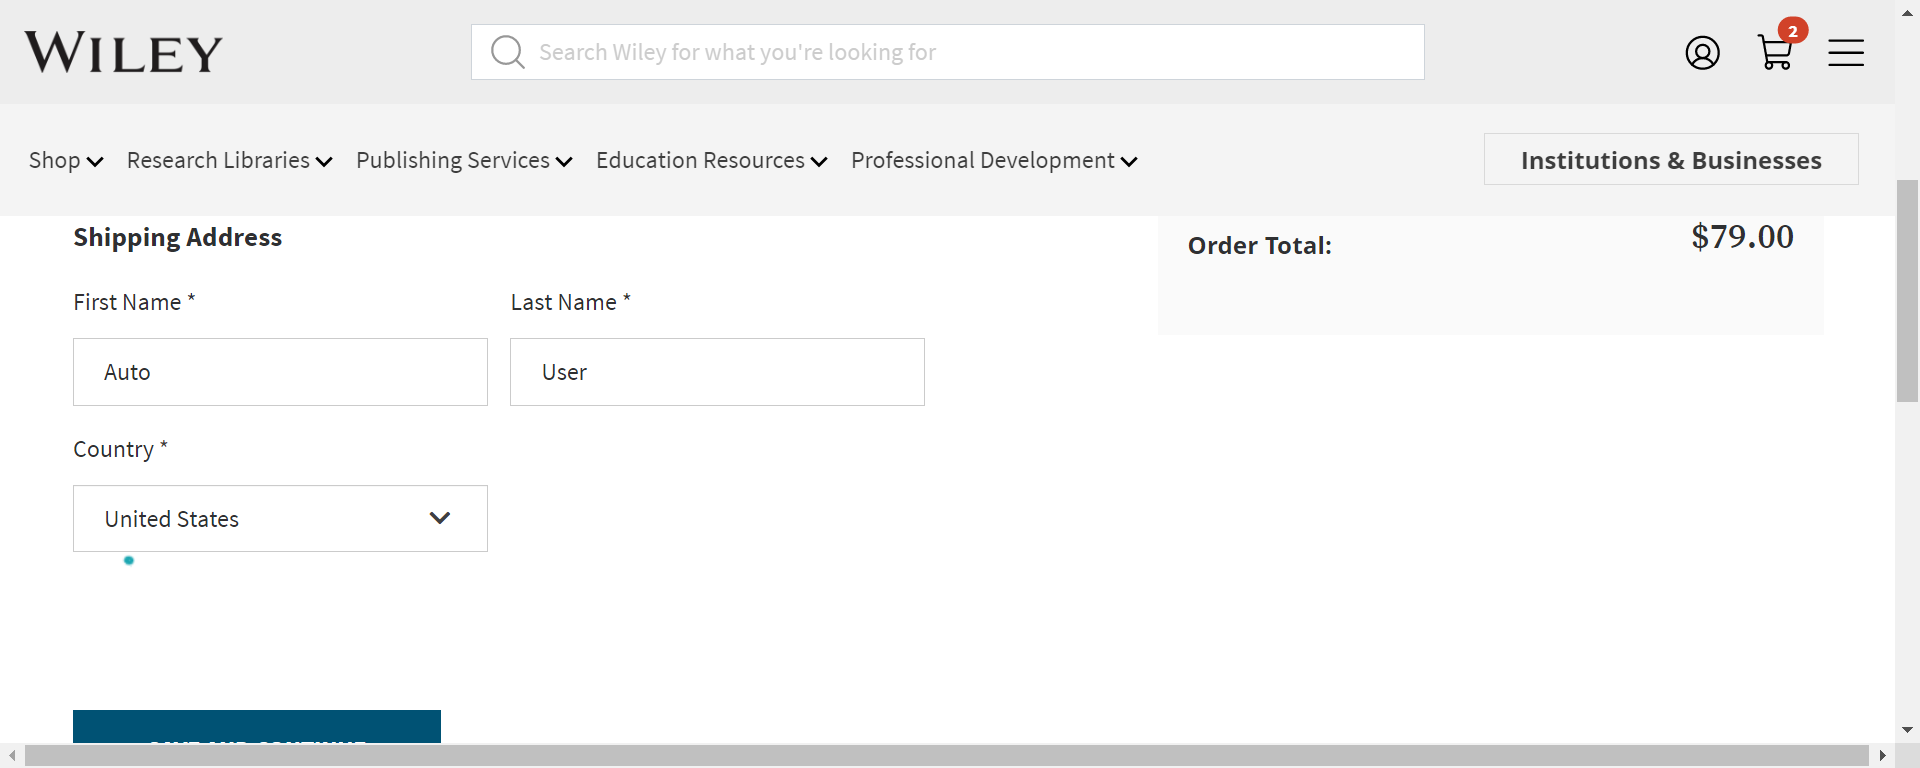 WILEY
Search Wiley for what you're looking for
2
Shop Research Libraries Publishing Services Education Resources Professional Development
Institutions & Businesses
Shipping Address
Order Total: $79.00
First Name * Last Name *
Auto User
Country *
United States